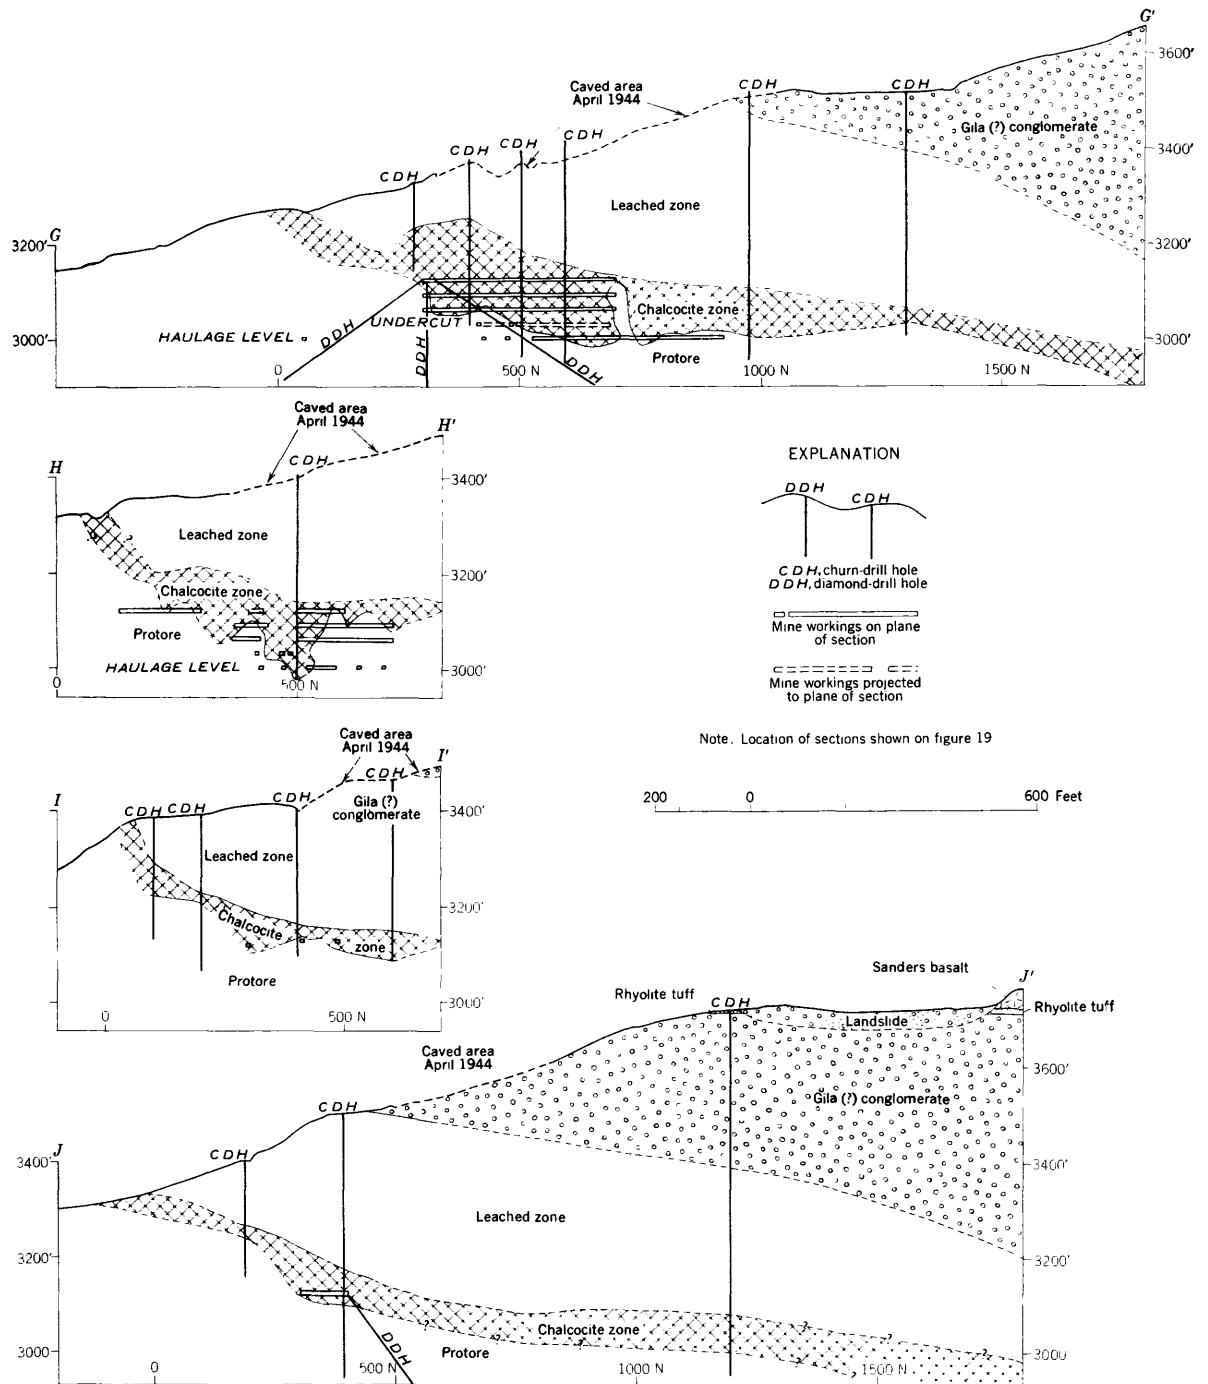 G'
3600'
Caved area
April 1944
CDH
CDH
Gila (?) conglomerate
CDH
CDH
CDH
3400'
CDH
Leached zone
G
3200'
3200'
Chalcocite zone
UNDERCUT
HAULAGE LEVEL
DDH
DDH
DDH
3000'
Protore
3000'
0
500 N
1000 N
1500 N
Caved area
April 1944
H'
H
CDH
3400'
Leached zone
?
3200'
Chalcocite zone
Protore
HAULAGE LEVEL
3000'
0
500 N
EXPLANATION
DDH
CDH
CDH, churn-drill hole
DDH, diamond-drill hole
Mine workings on plane
of section
Mine workings projected
to plane of section
Note. Location of sections shown on figure 19
200
0
600 Feet
Caved area
April 1944
I'
I
CDH
CDH CDH
CDH
Gila (?)
conglomerate
3400'
Leached zone
3200'
Chalcocite
zone
Protore
3000'
0
500 N
Sanders basalt
J'
Rhyolite tuff
CDH
Rhyolite tuff
Landslide
Caved area
April 1944
3600'
Gila (?) conglomerate
CDH
CDH
J
3400'
3400'
Leached zone
3200'
3200'
Chalcocite zone
? ? ? ? ? ? ? ?
DDH
Protore
3000
3000
0
500 N
1000 N
1500 N